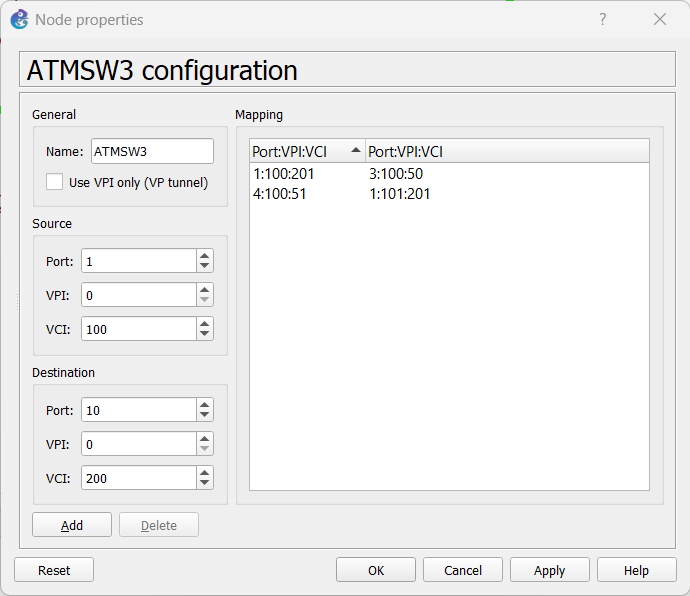 Node properties
?
ATMSW3 configuration
General
Name: ATMSW3
Use VPI only (VP tunnel)
Source
Port: 1
VPI: 0
VCI: 100
Destination
Port: 10
VPI: 0
VCI: 200
Add Delete
Mapping
Port:VPI:VCI Port:VPI:VCI
1:100:201 3:100:50
4:100:51 1:101:201
Reset OK Cancel Apply Help